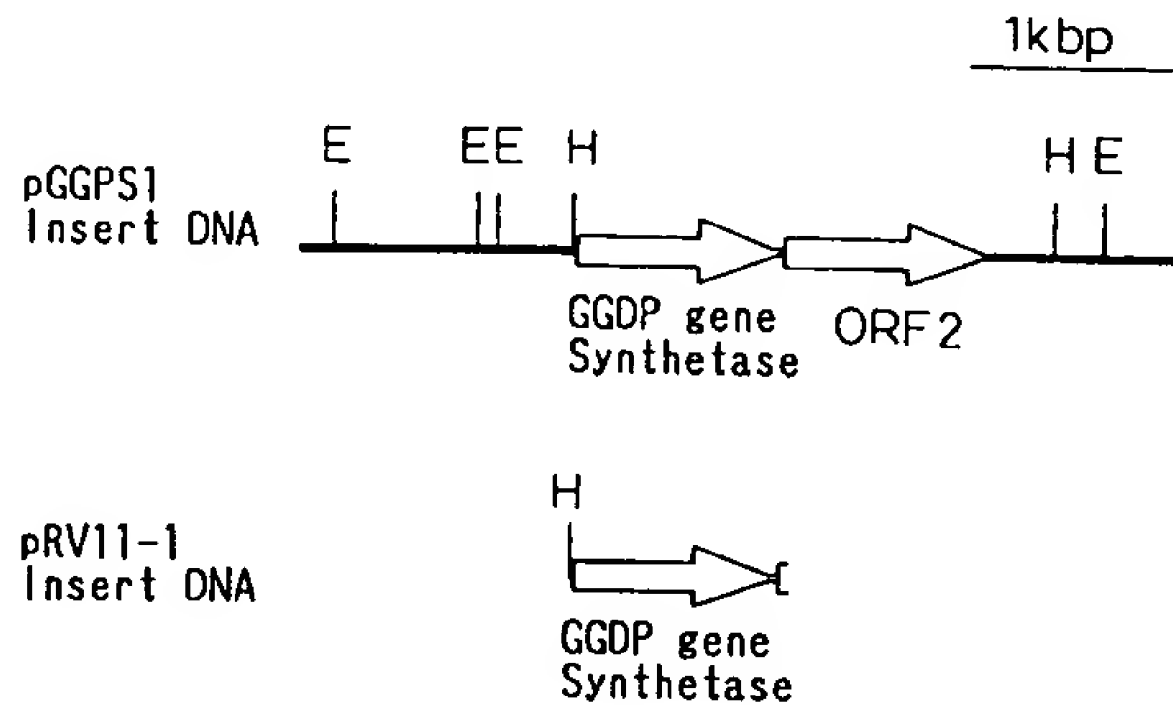 1kbp
E EE H H E
pGGPS1
Insert DNA
GGDP gene
Synthetase
ORF2
H
pRV11-1
Insert DNA
GGDP gene
Synthetase